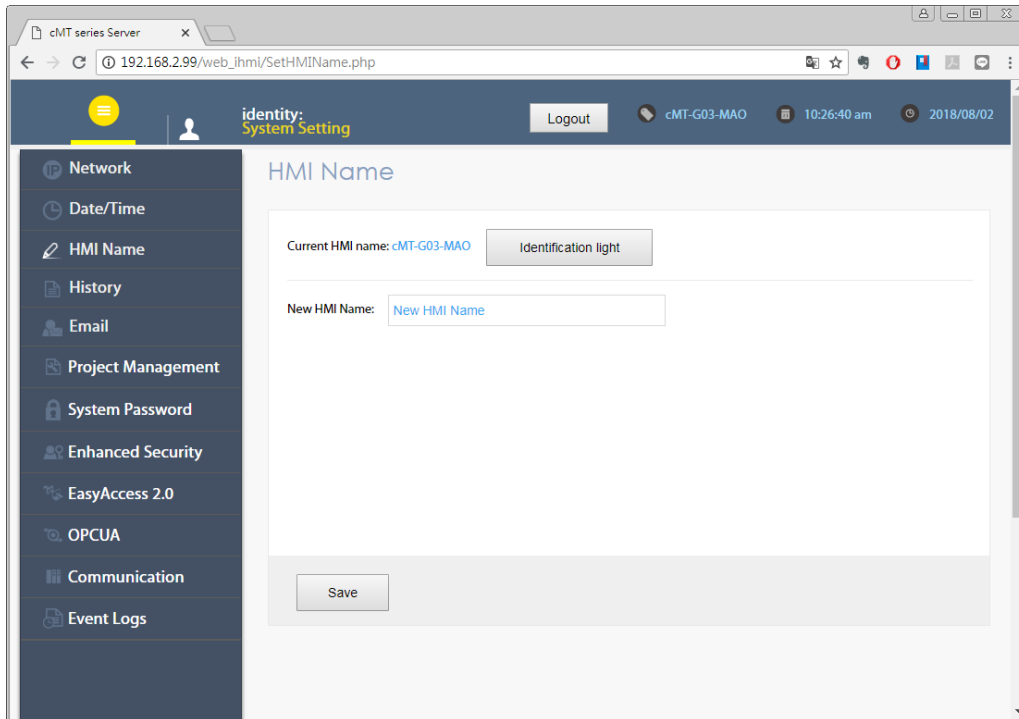 cMT series Server
192.168.2.99/web_ihmi/SetHMIName.php
identity:
System Setting
Logout
cMT-G03-MAO
10:26:40 am
2018/08/02
Network
Date/Time
HMI Name
History
Email
Project Management
System Password
Enhanced Security
EasyAccess 2.0
OPCUA
Communication
Event Logs
HMI Name
Current HMI name: cMT-G03-MAO
Identification light
New HMI Name:
New HMI Name
Save